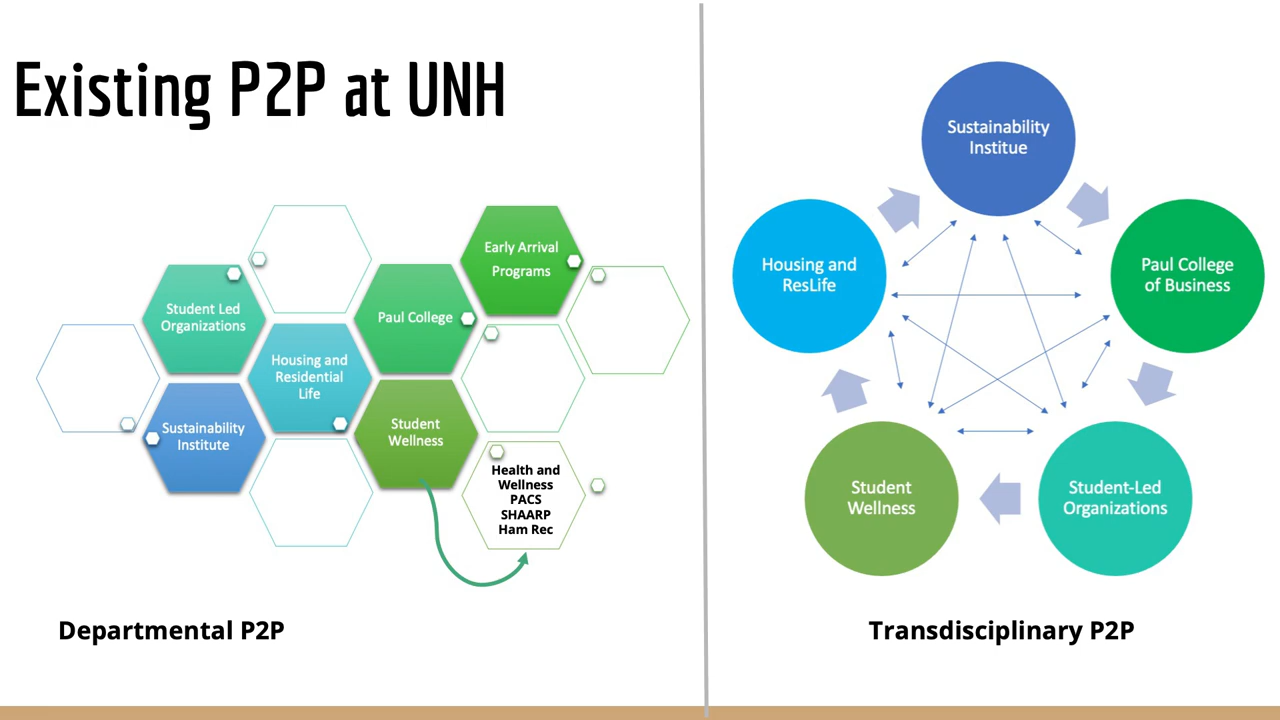 Existing P2P at UNH
Early Arrival
Programs
Student Led
Organizations
Paul College
Housing and
Residential
Life
Sustainability
Institute
Student
Wellness
Health and
Wellness
PACS
SHAARP
Ham Rec
Departmental P2P
Sustainability
Institue
Housing and
ResLife
Paul College
of Business
Student
Wellness
Student-Led
Organizations
Transdisciplinary P2P